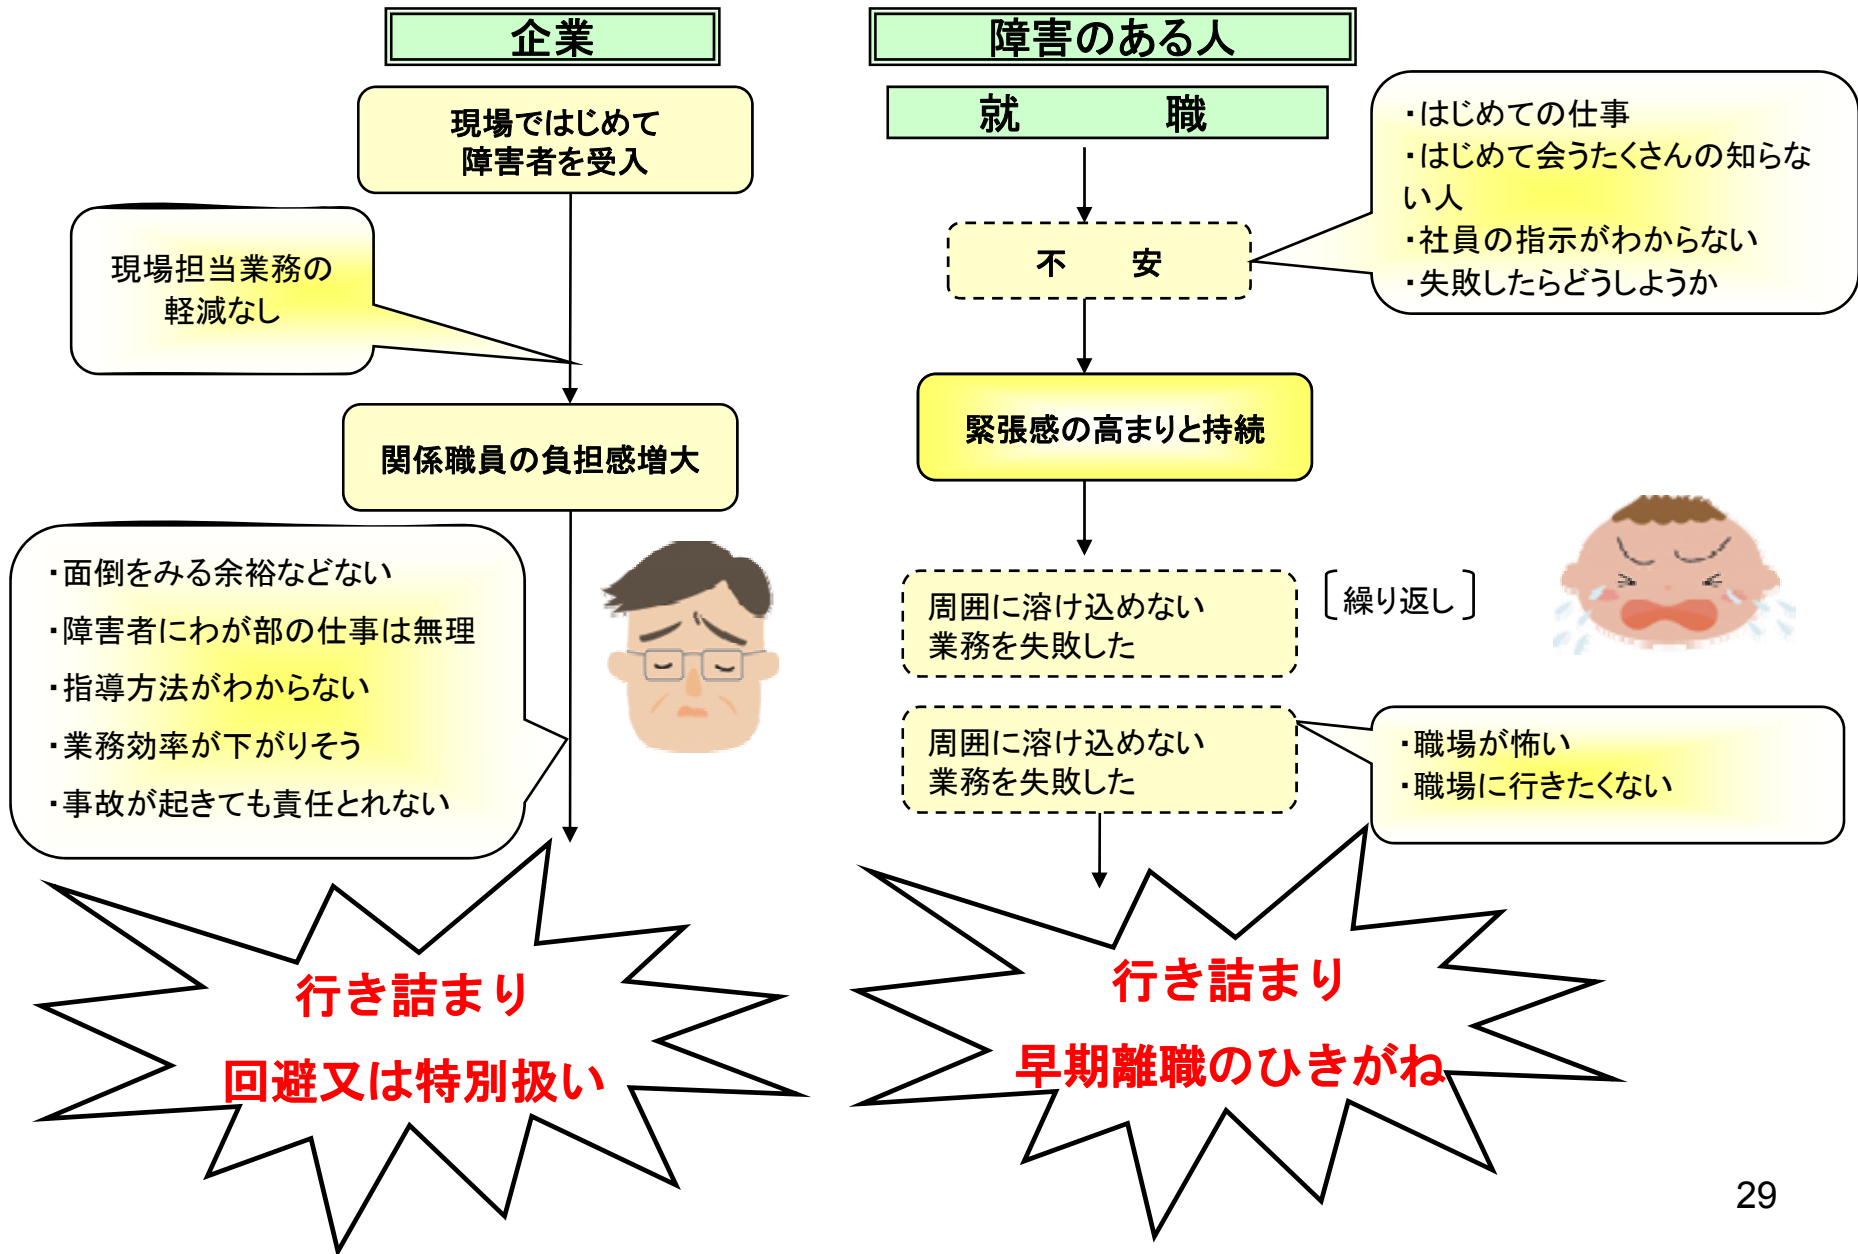 企業
現場ではじめて
障害者を受入
現場担当業務の
軽減なし
関係職員の負担感増大
・面倒をみる余裕などない
・障害者にわが部の仕事は無理
・指導方法がわからない
・業務効率が下がりそう
・事故が起きても責任とれない
行き詰まり
回避又は特別扱い
障害のある人
就　職
不　安
・はじめての仕事
・はじめて会うたくさんの知らな
い人
・社員の指示がわからない
・失敗したらどうしようか
緊張感の高まりと持続
周囲に溶け込めない
業務を失敗した
〔繰り返し〕
周囲に溶け込めない
業務を失敗した
・職場が怖い
・職場に行きたくない
行き詰まり
早期離職のひきがね
29